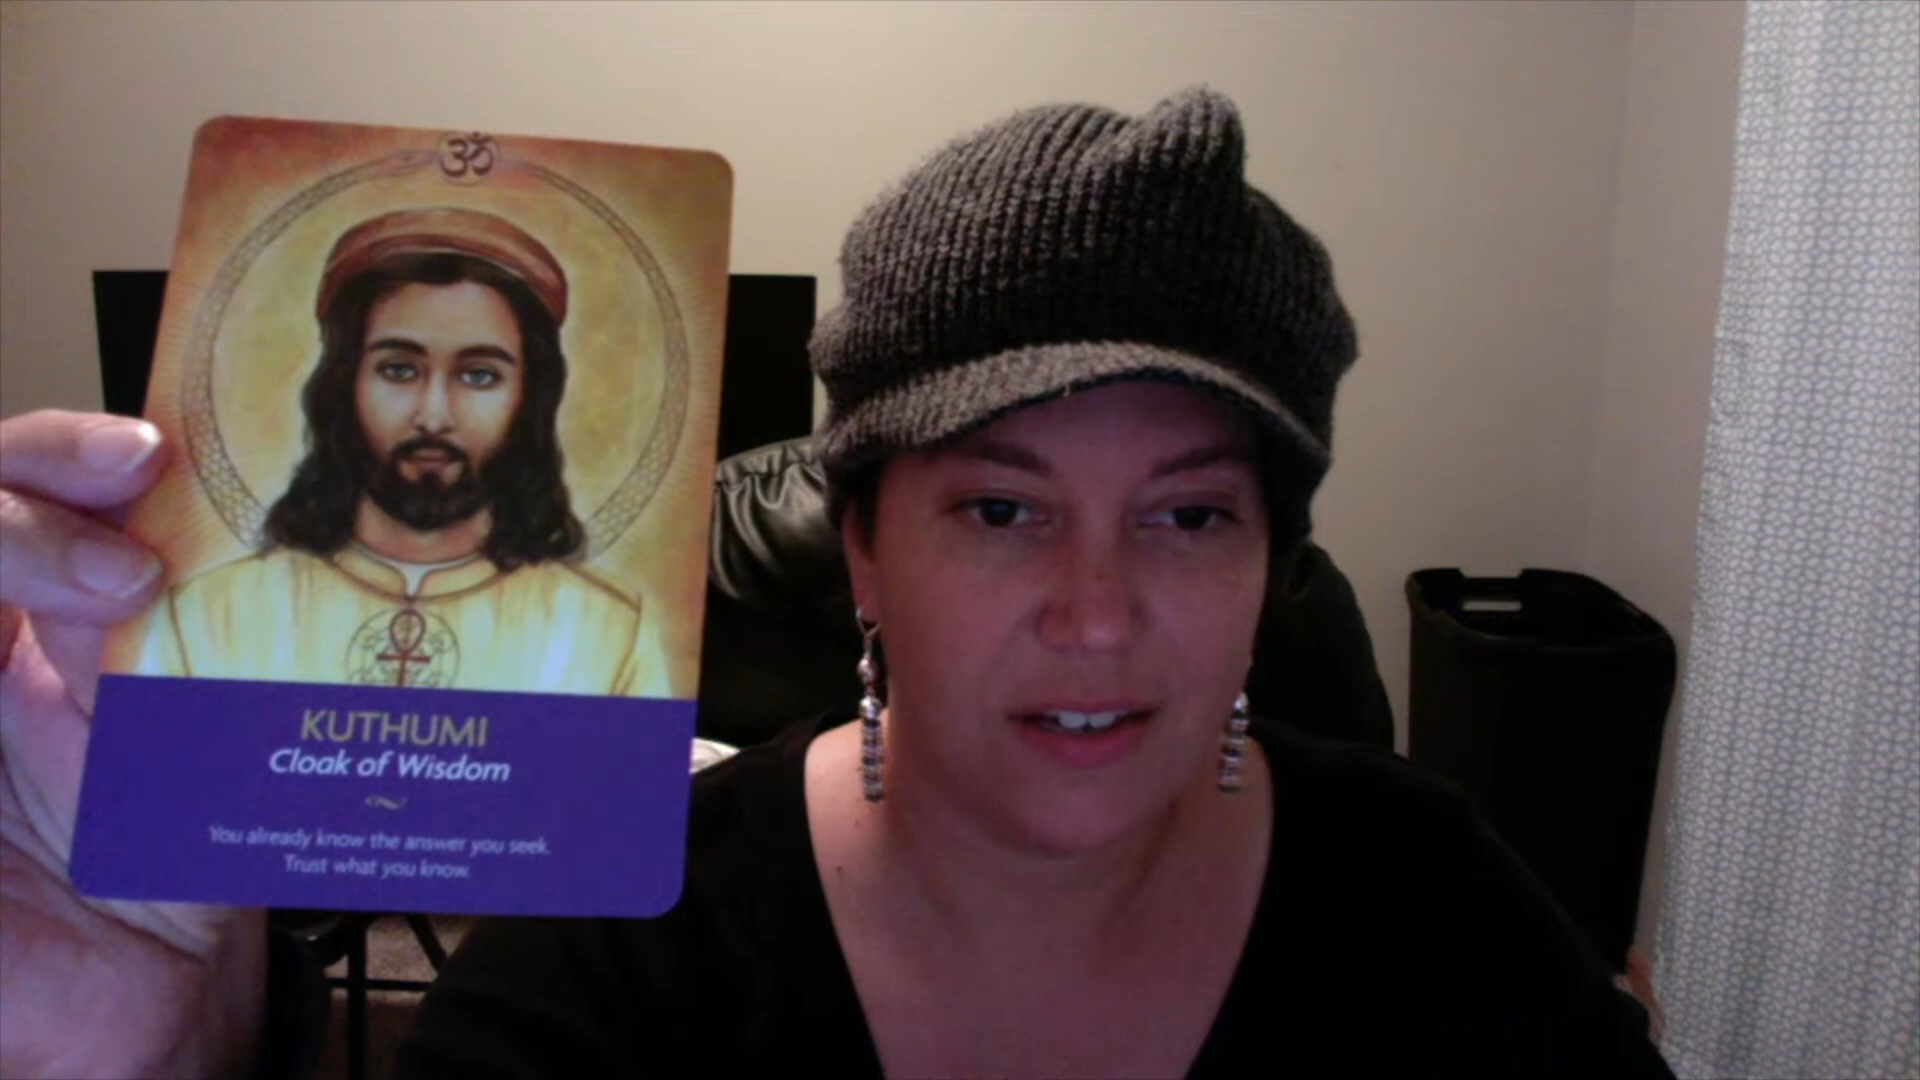 ॐ
KUTHUMI
Cloak of Wisdom
You already know the answer you seek.
Trust what you know.